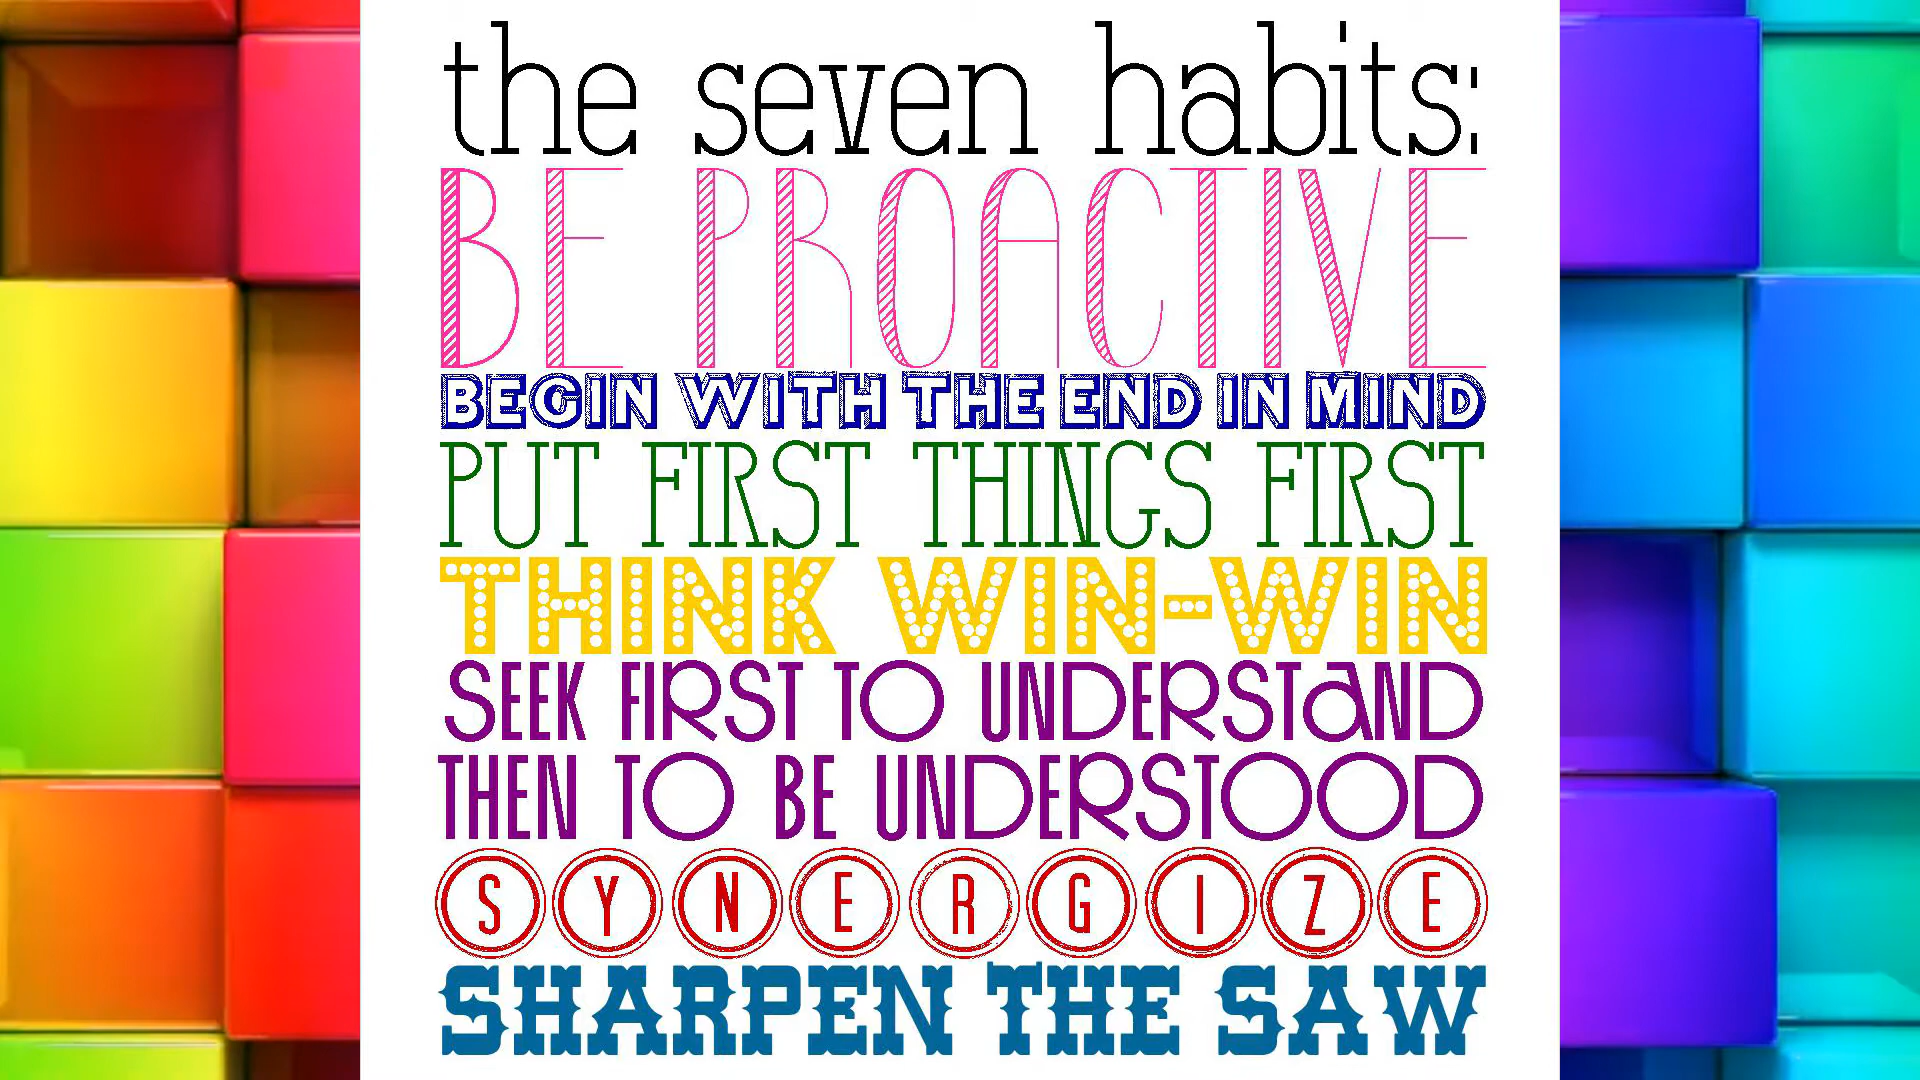 the seven habits:
BE PROACTIVE
BEGIN WITH THE END IN MIND
PUT FIRST THINGS FIRST
THINK WIN-WIN
SEEK FIRST TO UNDERSTaND
THEN TO BE UNDERSTOOD
SYNERGIZE
SHARPEN THE SAW